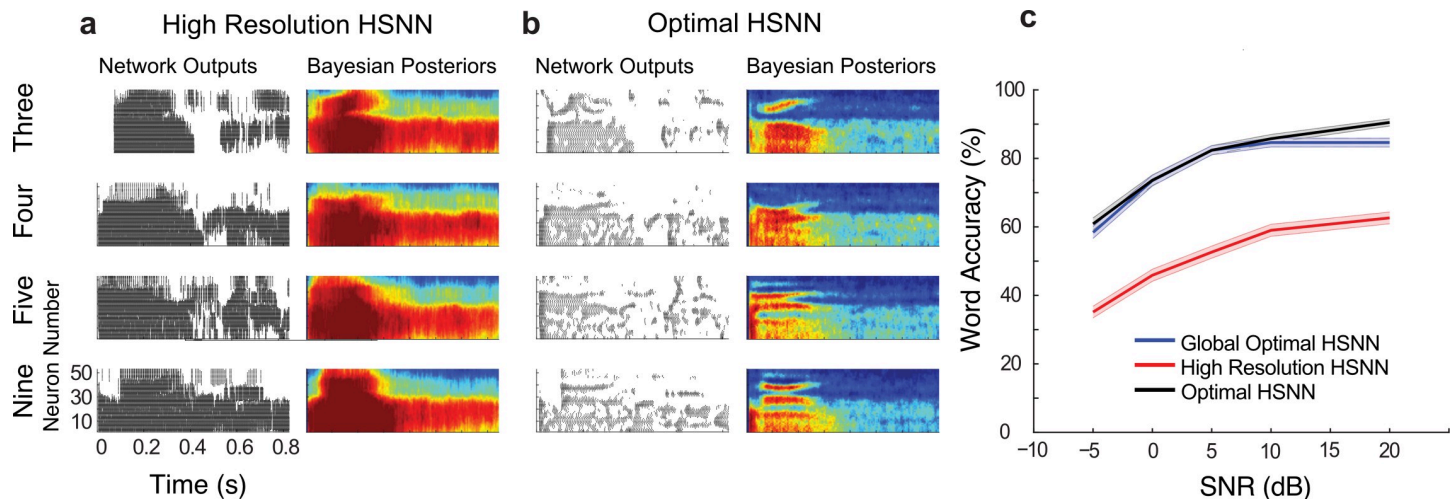 a High Resolution HSNN
Network Outputs Bayesian Posteriors
Three
Four
Five
Nine
Neuron Number
50
30
10
0 0.2 0.4 0.6 0.8
Time (s)
b Optimal HSNN
Network Outputs Bayesian Posteriors
c
Word Accuracy (%)
100
80
60
40
20
0
Global Optimal HSNN
High Resolution HSNN
Optimal HSNN
−10 −5 0 5 10 15 20
SNR (dB)